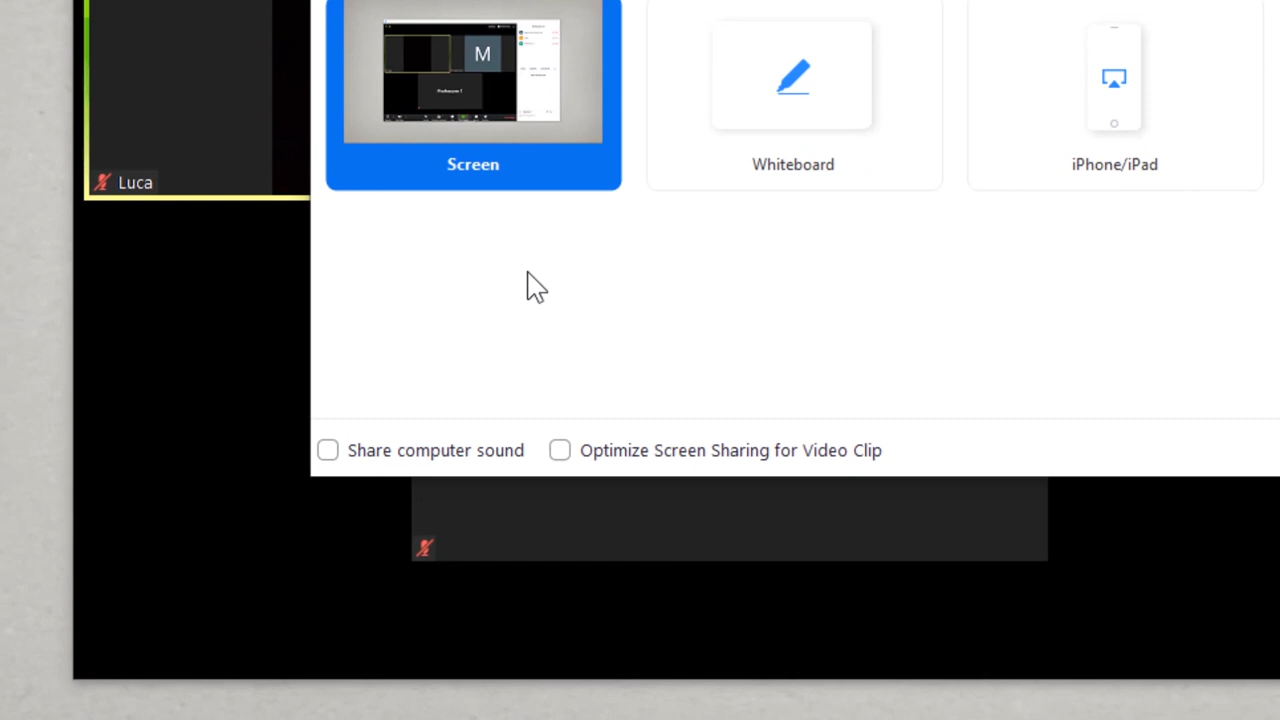 M
Screen
Whiteboard
iPhone/iPad
Luca
Share computer sound
Optimize Screen Sharing for Video Clip